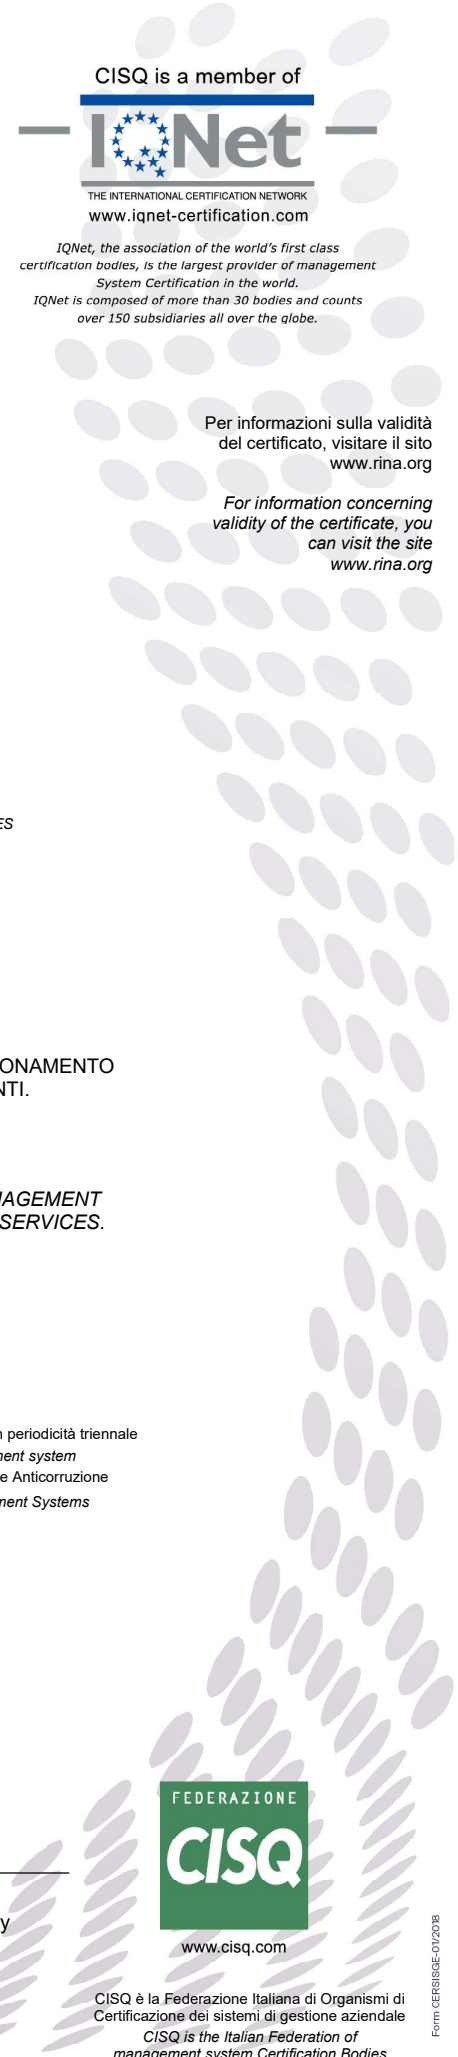 CISQ is a member of
IQNet
THE INTERNATIONAL CERTIFICATION NETWORK
www.iqnet-certification.com
IQNet, the association of the world's first class
certification bodies, is the largest provider of management
System Certification in the world.
IQNet is composed of more than 30 bodies and counts
over 150 subsidiaries all over the globe.
Per informazioni sulla validità
del certificato, visitare il sito
www.rina.org
For information concerning
validity of the certificate, you
can visit the site
www.rina.org
ES
ONAMENTO
NTI.
NAGEMENT
SERVICES.
n periodicità triennale
ment system
e Anticorruzione
ment Systems
FEDERAZIONE
CISQ
y
www.cisq.com
CISQ è la Federazione Italiana di Organismi di
Certificazione dei sistemi di gestione aziendale
CISQ is the Italian Federation of
management system Certification Bodies
Form CERSISGE-01/2018